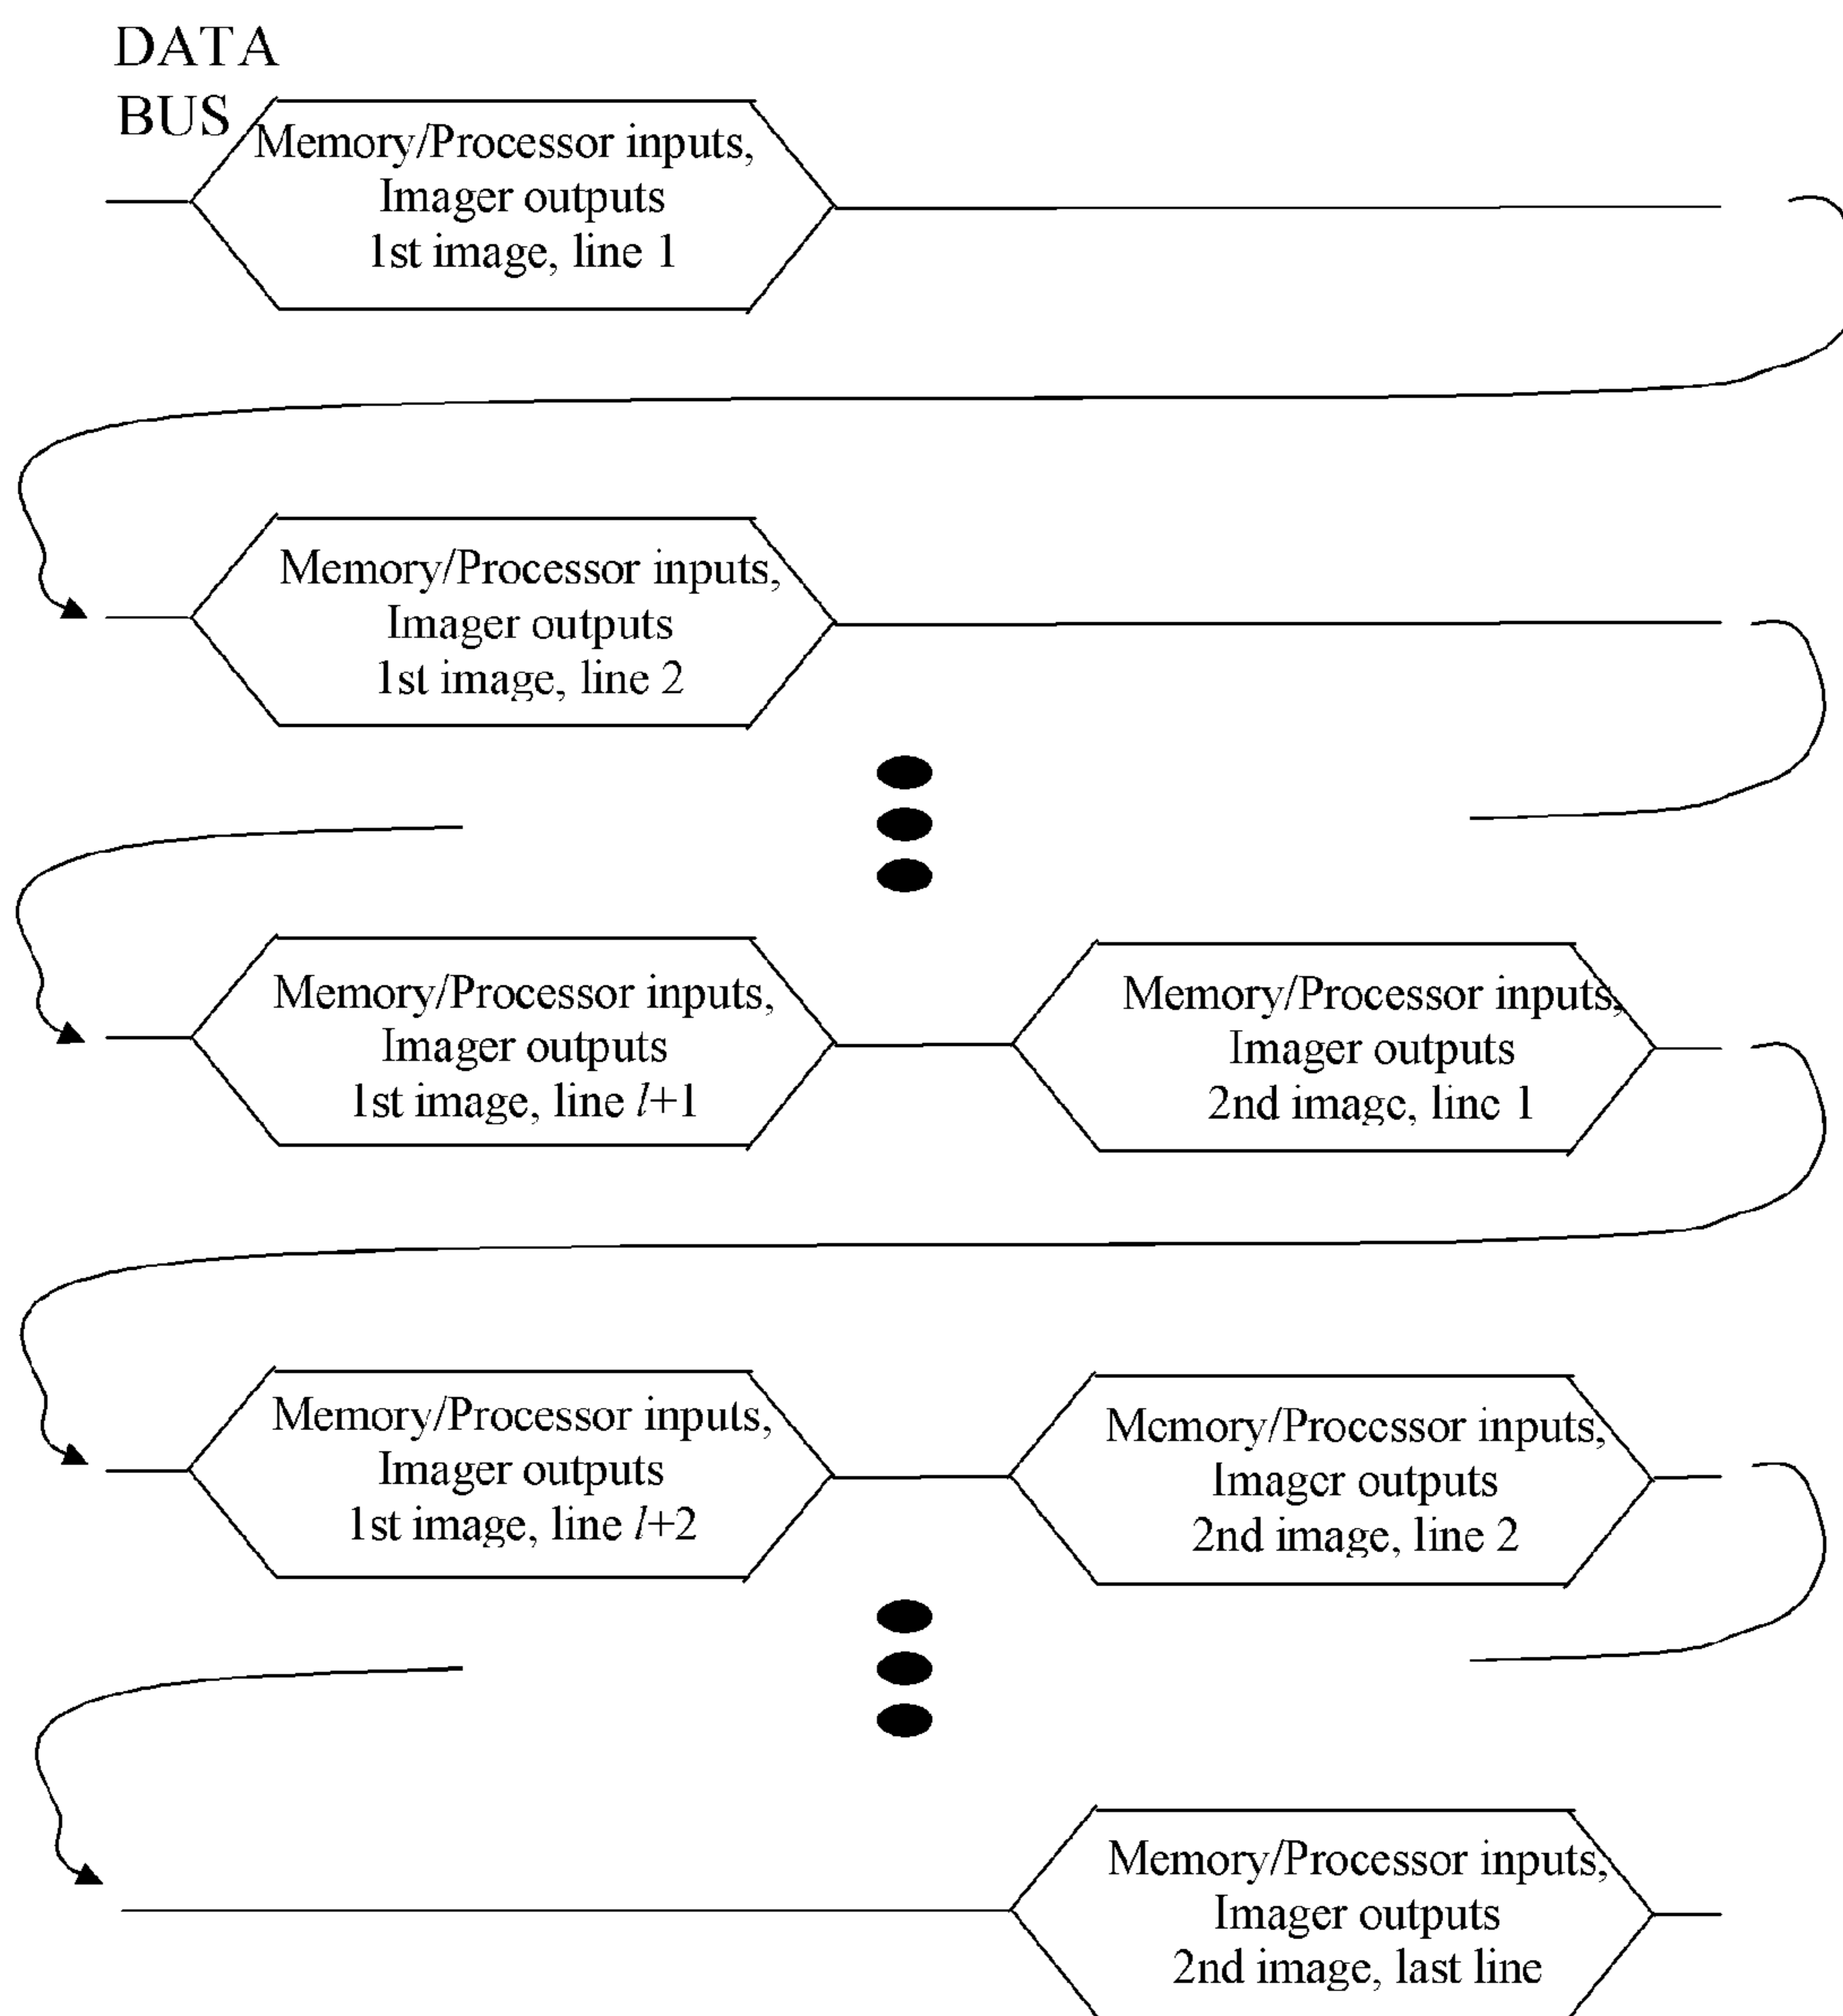 DATA
BUS
Memory/Processor inputs,
Imager outputs
1st image, line 1
Memory/Processor inputs,
Imager outputs
1st image, line 2
Memory/Processor inputs,
Imager outputs
1st image, line l+1
Memory/Processor inputs,
Imager outputs
2nd image, line 1
Memory/Processor inputs,
Imager outputs
1st image, line l+2
Memory/Processor inputs,
Imager outputs
2nd image, line 2
Memory/Processor inputs,
Imager outputs
2nd image, last line